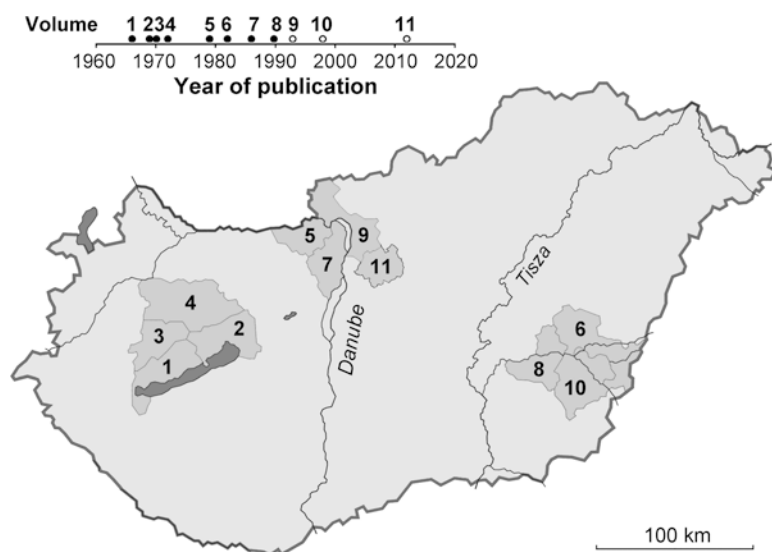 Volume 1 2 3 4 5 6 7 8 9 10 11
1960 1970 1980 1990 2000 2010 2020
Year of publication
5 9
7 11
4
3 2
1
Danube
Tisza
6
8
10
100 km